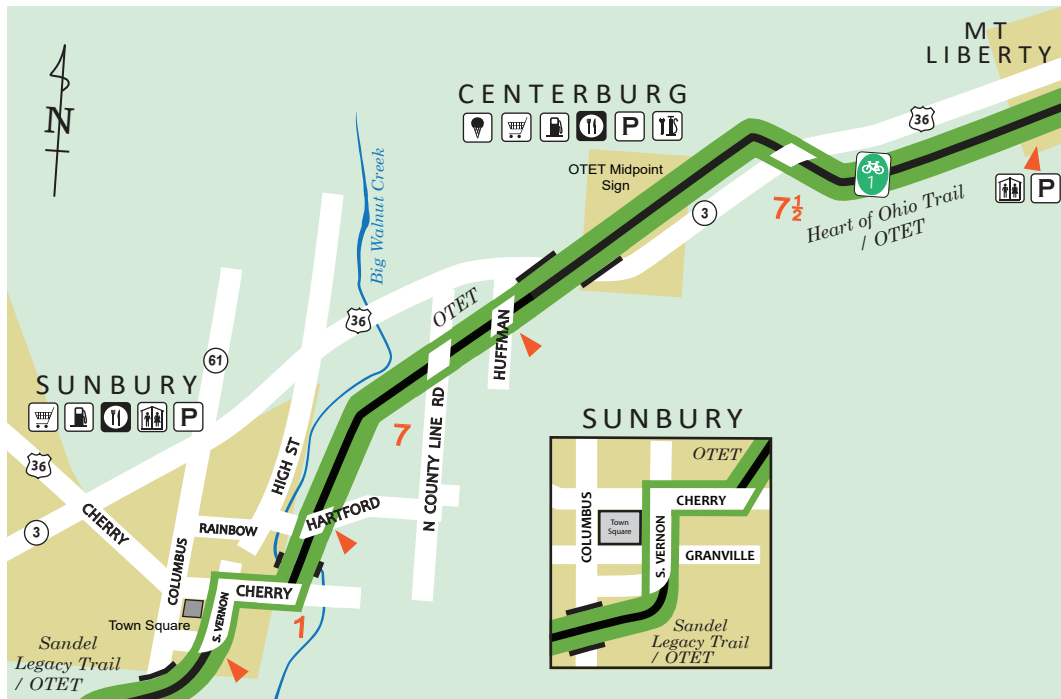 MT
LIBERTY
CENTERBURG
P
36
N
OTET Midpoint
Sign
1
P
3
7½
Heart of Ohio Trail
/ OTET
Big Walnut Creek
OTET
36
HUFFMAN
61
SUNBURY
P
36
HIGH ST
7
N COUNTY LINE RD
SUNBURY
OTET
CHERRY
COLUMBUS
Town
Square
S. VERNON
GRANVILLE
Sandel
Legacy Trail
/ OTET
3
CHERRY
RAINBOW
HARTFORD
COLUMBUS
CHERRY
S. VERNON
Town Square
1
Sandel
Legacy Trail
/ OTET